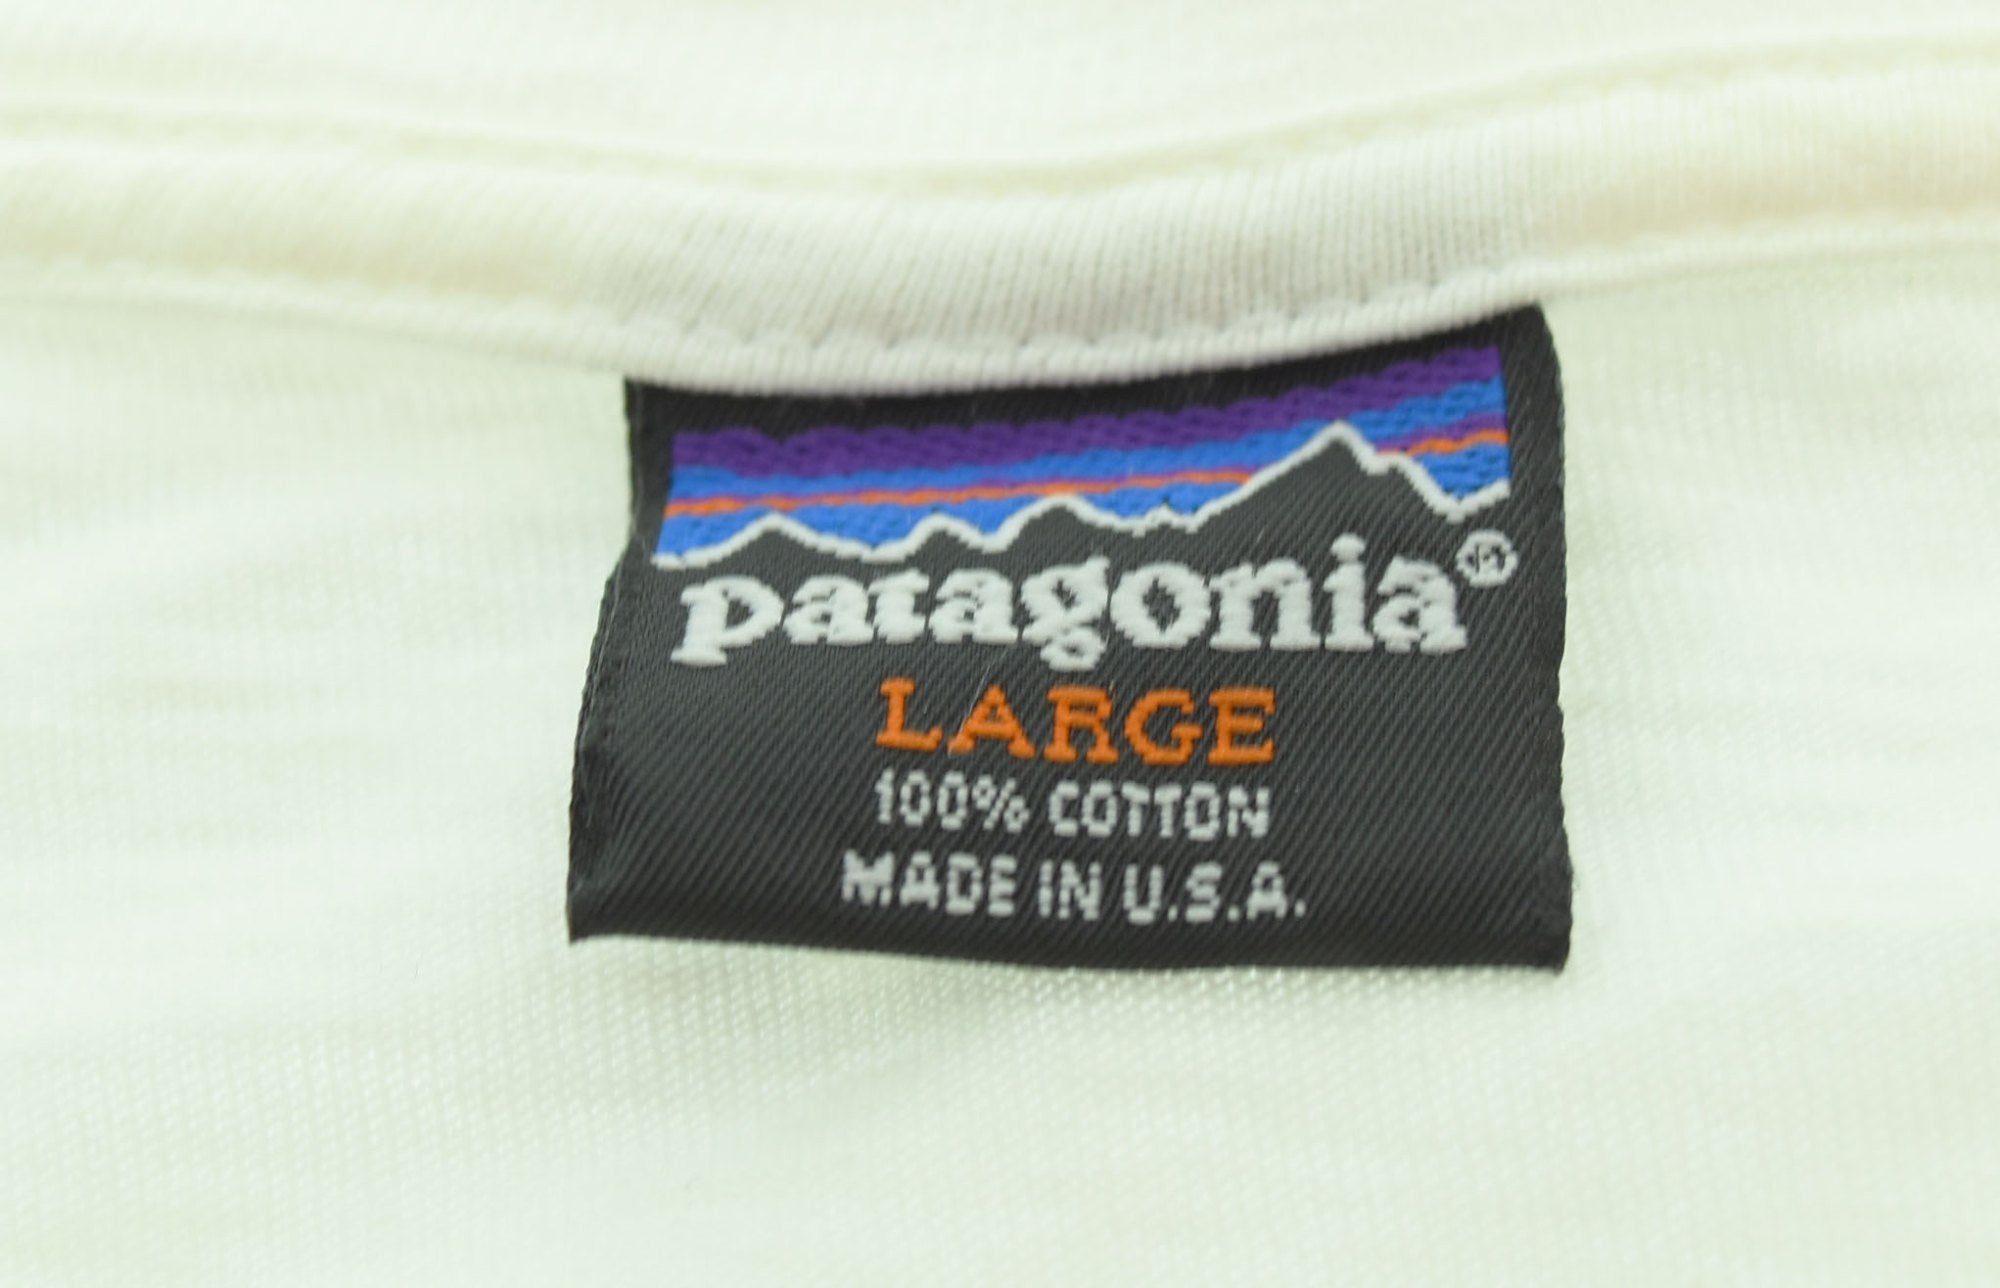 patagonia®
LARGE
100% COTTON
MADE IN U.S.A.